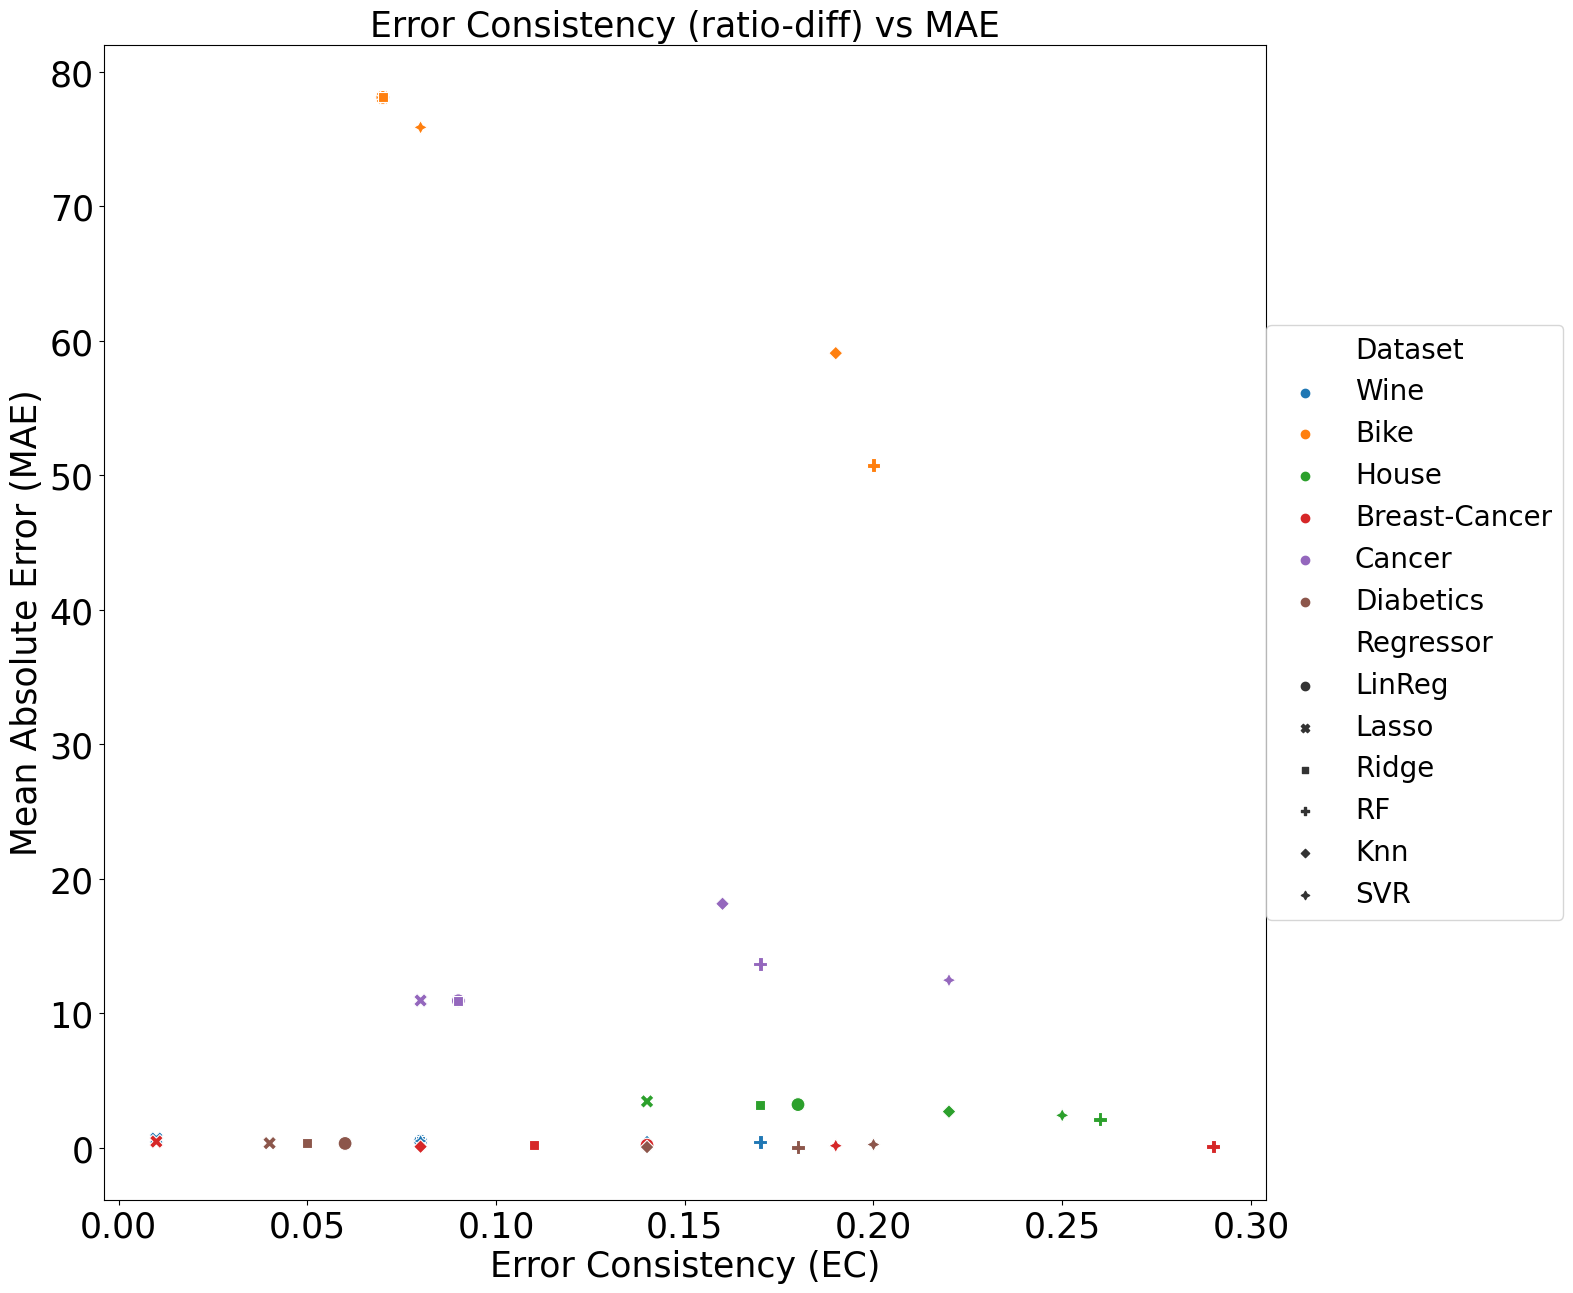 Error Consistency (ratio-diff) vs MAE
80
70
60
50
40
30
20
10
0
Mean Absolute Error (MAE)
0.00 0.05 0.10 0.15 0.20 0.25 0.30
Error Consistency (EC)
Dataset
Wine
Bike
House
Breast-Cancer
Cancer
Diabetics
Regressor
LinReg
Lasso
Ridge
RF
Knn
SVR